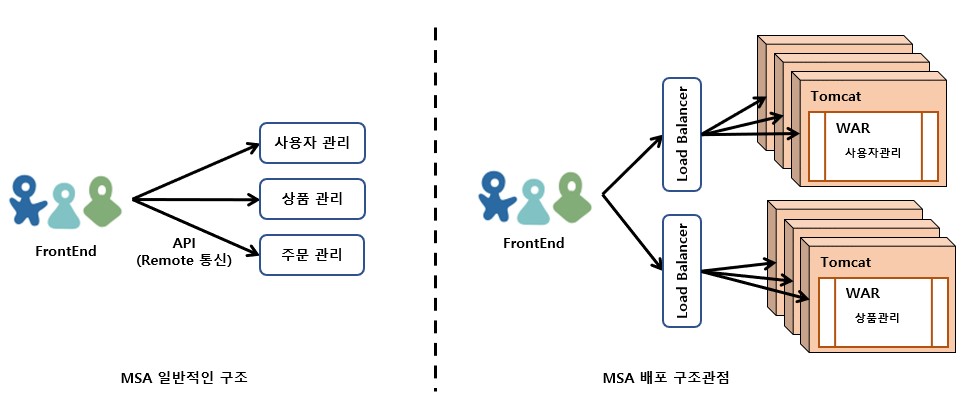 사용자 관리
상품 관리
주문 관리
FrontEnd
API
(Remote 통신)
MSA 일반적인 구조
FrontEnd
Load Balancer
Load Balancer
Tomcat
WAR
사용자관리
Tomcat
WAR
상품관리
MSA 배포 구조관점